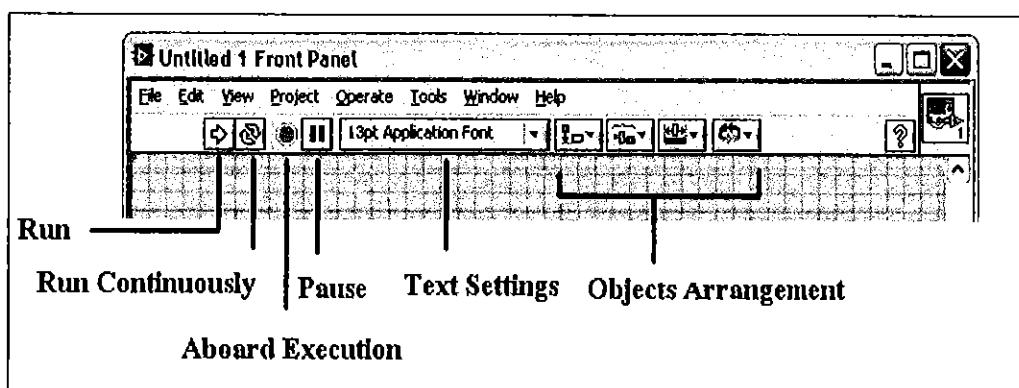 Untitled 1 Front Panel
File Edit View Project Operate Tools Window Help
13pt Application Font
?
1
Run
Run Continuously Pause Text Settings Objects Arrangement
Aboard Execution